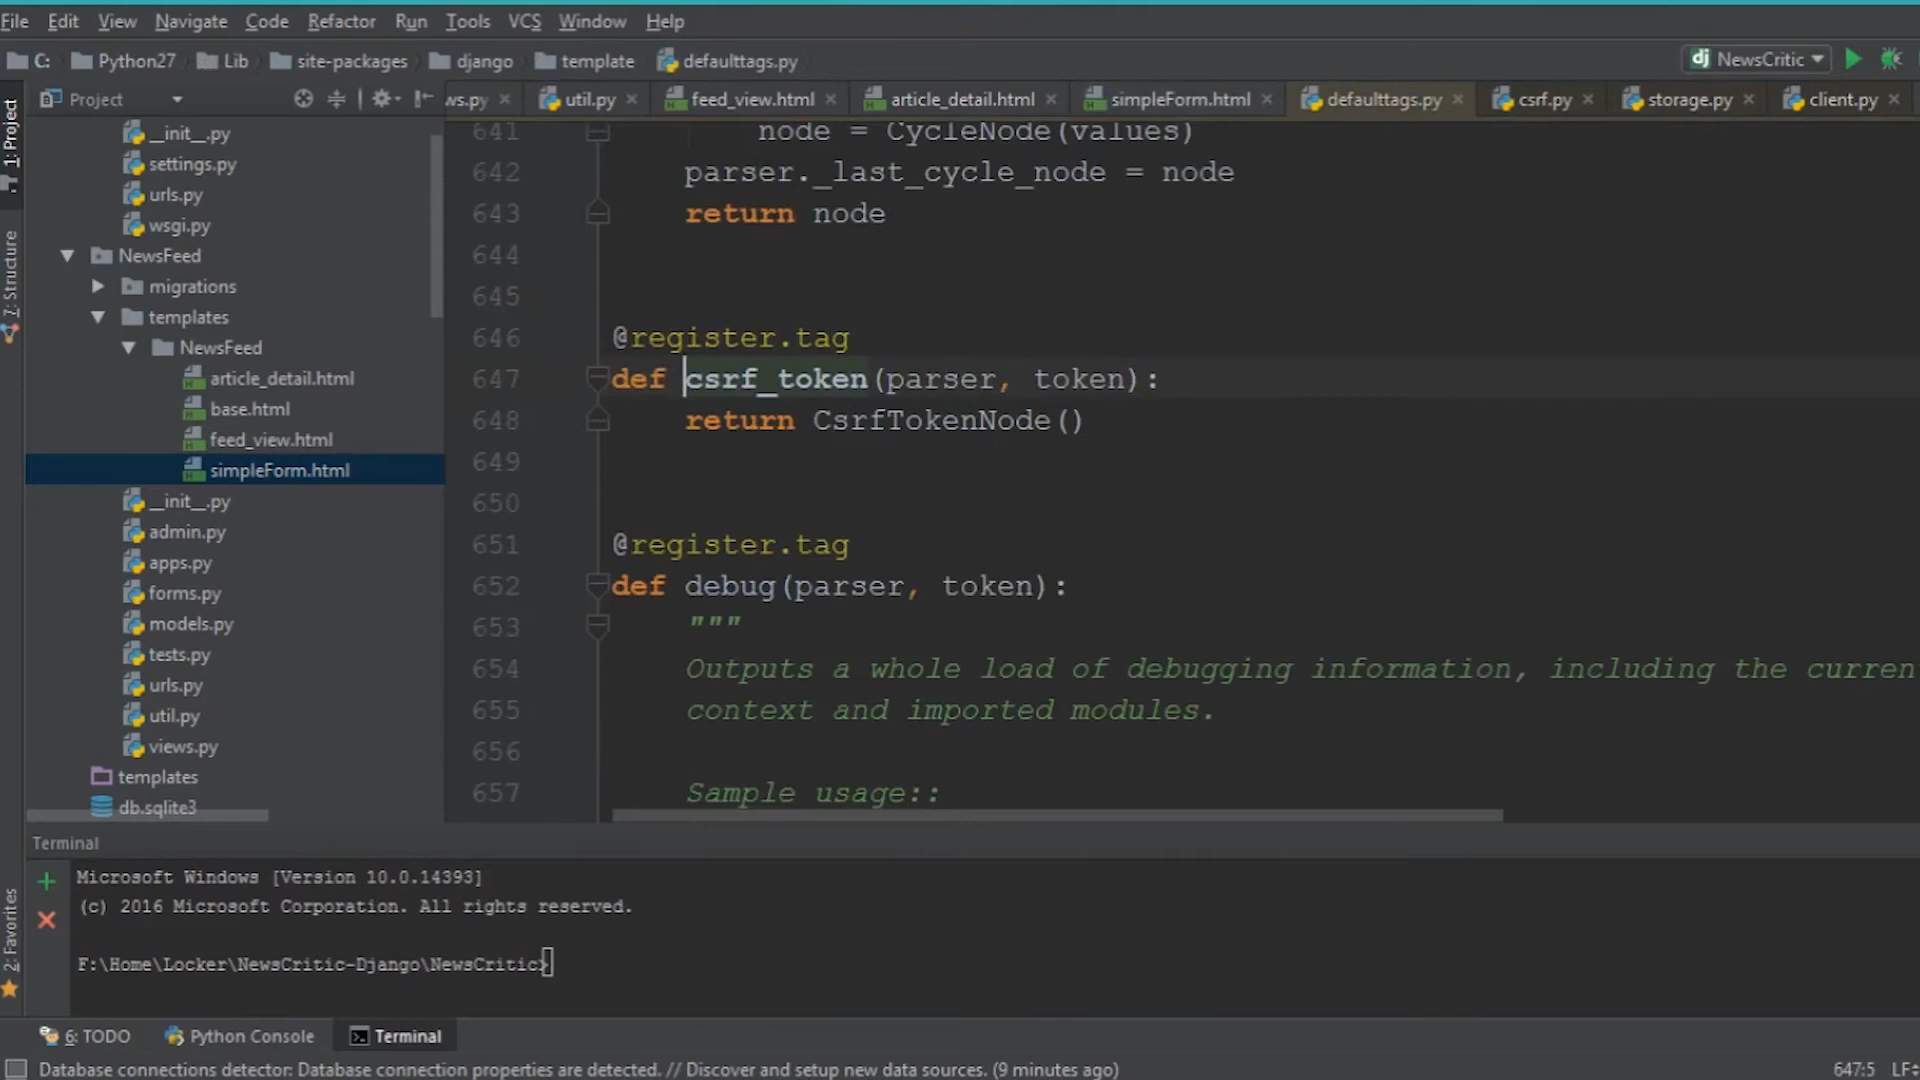 File Edit View Navigate Code Refactor Run Tools VCS Window Help
C: Python27 Lib site-packages django template defaulttags.py NewsCritic
Project ws.py util.py feed_view.html article_detail.html simpleForm.html defaulttags.py csrf.py storage.py client.py
1: Project
7: Structure
2: Favorites
__init__.py
settings.py
urls.py
wsgi.py
NewsFeed
migrations
templates
NewsFeed
article_detail.html
base.html
feed_view.html
simpleForm.html
__init__.py
admin.py
apps.py
forms.py
models.py
tests.py
urls.py
util.py
views.py
templates
db.sqlite3
641 node = CycleNode(values)
642 parser._last_cycle_node = node
643 return node
644
645
646 @register.tag
647 def csrf_token(parser, token):
648 return CsrfTokenNode()
649
650
651 @register.tag
652 def debug(parser, token):
653 """
654 Outputs a whole load of debugging information, including the curren
655 context and imported modules.
656
657 Sample usage::
Terminal
Microsoft Windows [Version 10.0.14393]
(c) 2016 Microsoft Corporation. All rights reserved.
F:\Home\Locker\NewsCritic-Django\NewsCritic>
6: TODO Python Console Terminal
Database connections detector: Database connection properties are detected. // Discover and setup new data sources. (9 minutes ago) 647:5 LF